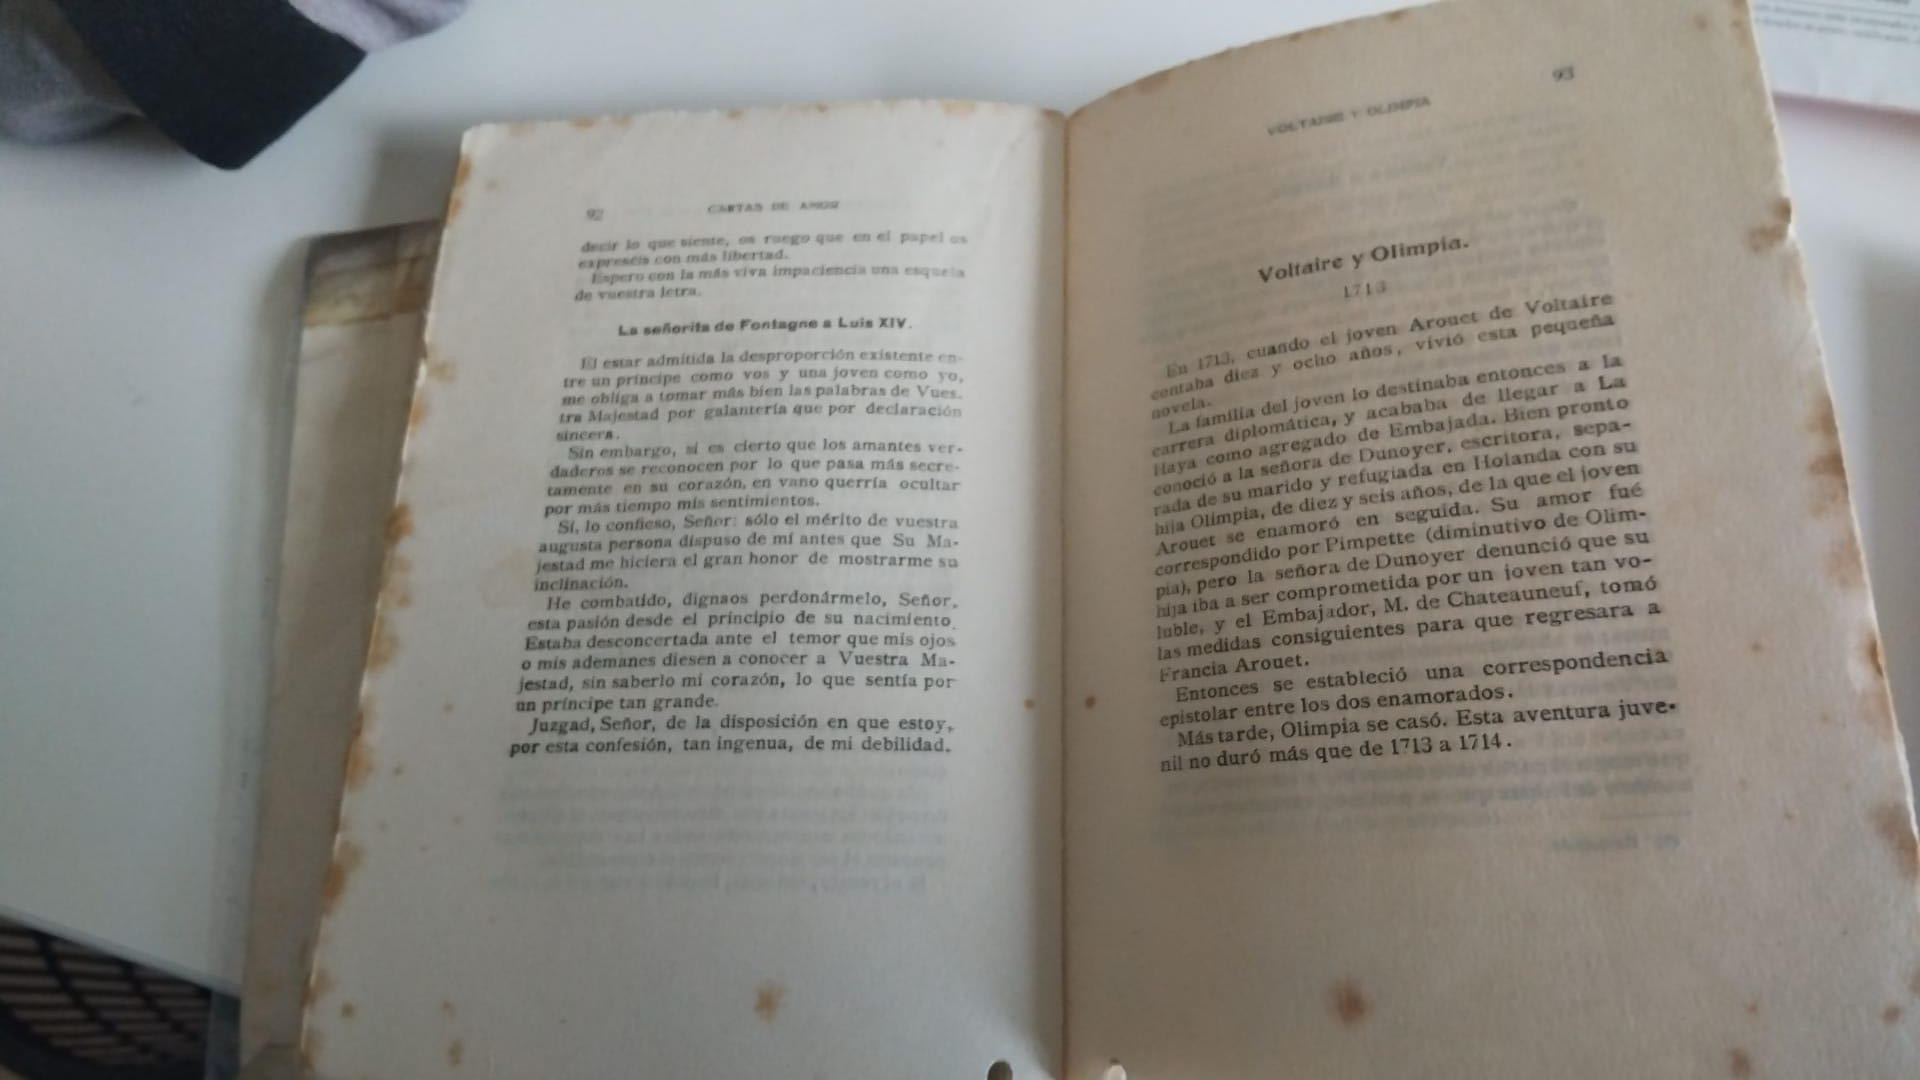 92
CARTAS DE AMOR
decir lo que siente, os ruego que en el papel os
expreséis con más libertad.
Espero con la más viva impaciencia una esquela
de vuestra letra.
La señorita de Fontagne a Luis XIV.
El estar admitida la desproporción existente en-
tre un príncipe como vos y una joven como yo,
me obliga a tomar más bien las palabras de Vues.
tra Majestad por galantería que por declaración
sincera.
Sin embargo, si es cierto que los amantes ver-
daderos se reconocen por lo que pasa más secre-
tamente en su corazón, en vano querría ocultar
por más tiempo mis sentimientos.
Sí, lo confieso, Señor: sólo el mérito de vuestra
augusta persona dispuso de mí antes que Su Ma-
jestad me hiciera el gran honor de mostrarme su
inclinación.
He combatido, dignaos perdonármelo, Señor,
esta pasión desde el principio de su nacimiento.
Estaba desconcertada ante el temor que mis ojos
o mis ademanes diesen a conocer a Vuestra Ma-
jestad, sin saberlo mi corazón, lo que sentía por
un príncipe tan grande.
Juzgad, Señor, de la disposición en que estoy,
por esta confesión, tan ingenua, de mi debilidad.
VOLTAIRE Y OLIMPIA
93
Voltaire y Olimpia.
1713
En 1713, cuando el joven Arouet de Voltaire
contaba diez y ocho años, vivió esta pequeña
novela.
La familia del joven lo destinaba entonces a la
carrera diplomática, y acababa de llegar a La
Haya como agregado de Embajada. Bien pronto
conoció a la señora de Dunoyer, escritora, sepa-
rada de su marido y refugiada en Holanda con su
hija Olimpia, de diez y seis años, de la que el joven
Arouet se enamoró en seguida. Su amor fué
correspondido por Pimpette (diminutivo de Olim-
pia), pero la señora de Dunoyer denunció que su
hija iba a ser comprometida por un joven tan vo-
luble, y el Embajador, M. de Chateauneuf, tomó
las medidas consiguientes para que regresara a
Francia Arouet.
Entonces se estableció una correspondencia
epistolar entre los dos enamorados.
Más tarde, Olimpia se casó. Esta aventura juve-
nil no duró más que de 1713 a 1714.